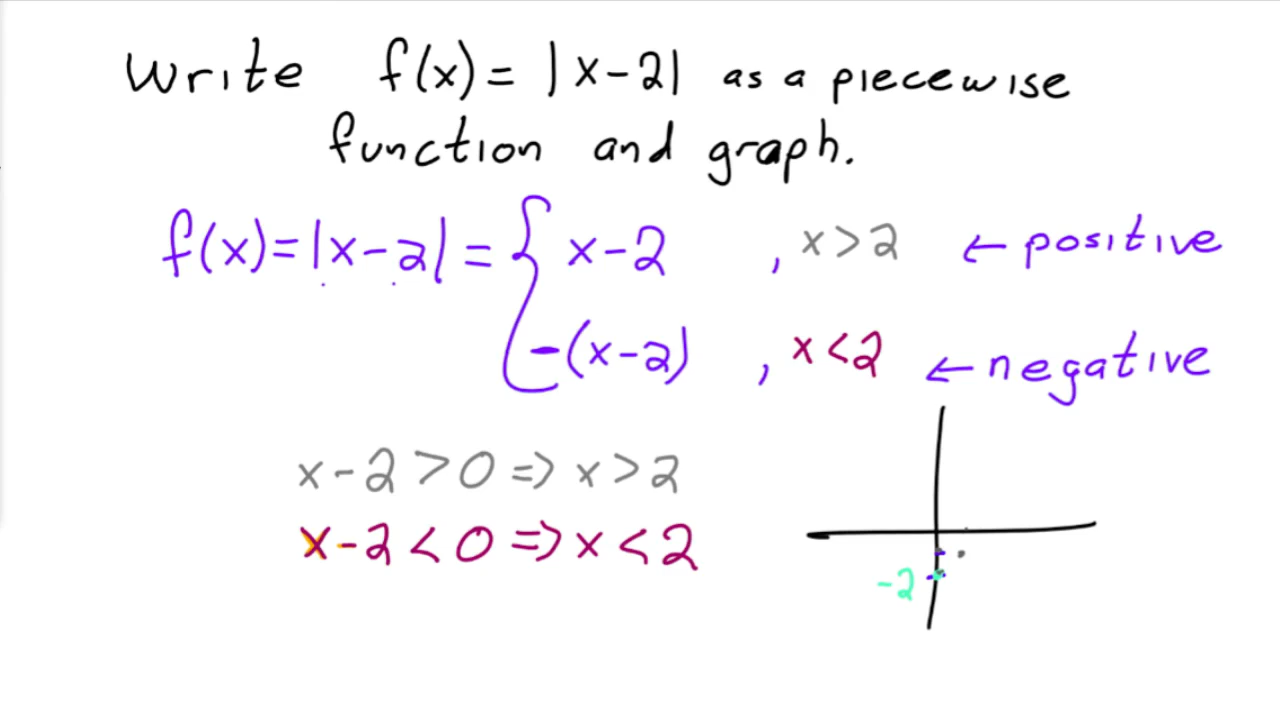 Write f(x) = |x-2| as a piecewise
function and graph.
f(x) = |x-2| = { x-2 , x>2 ← positive
-(x-2) , x<2 ← negative
x-2>0 ⇒ x>2
x-2<0 ⇒ x<2
-2